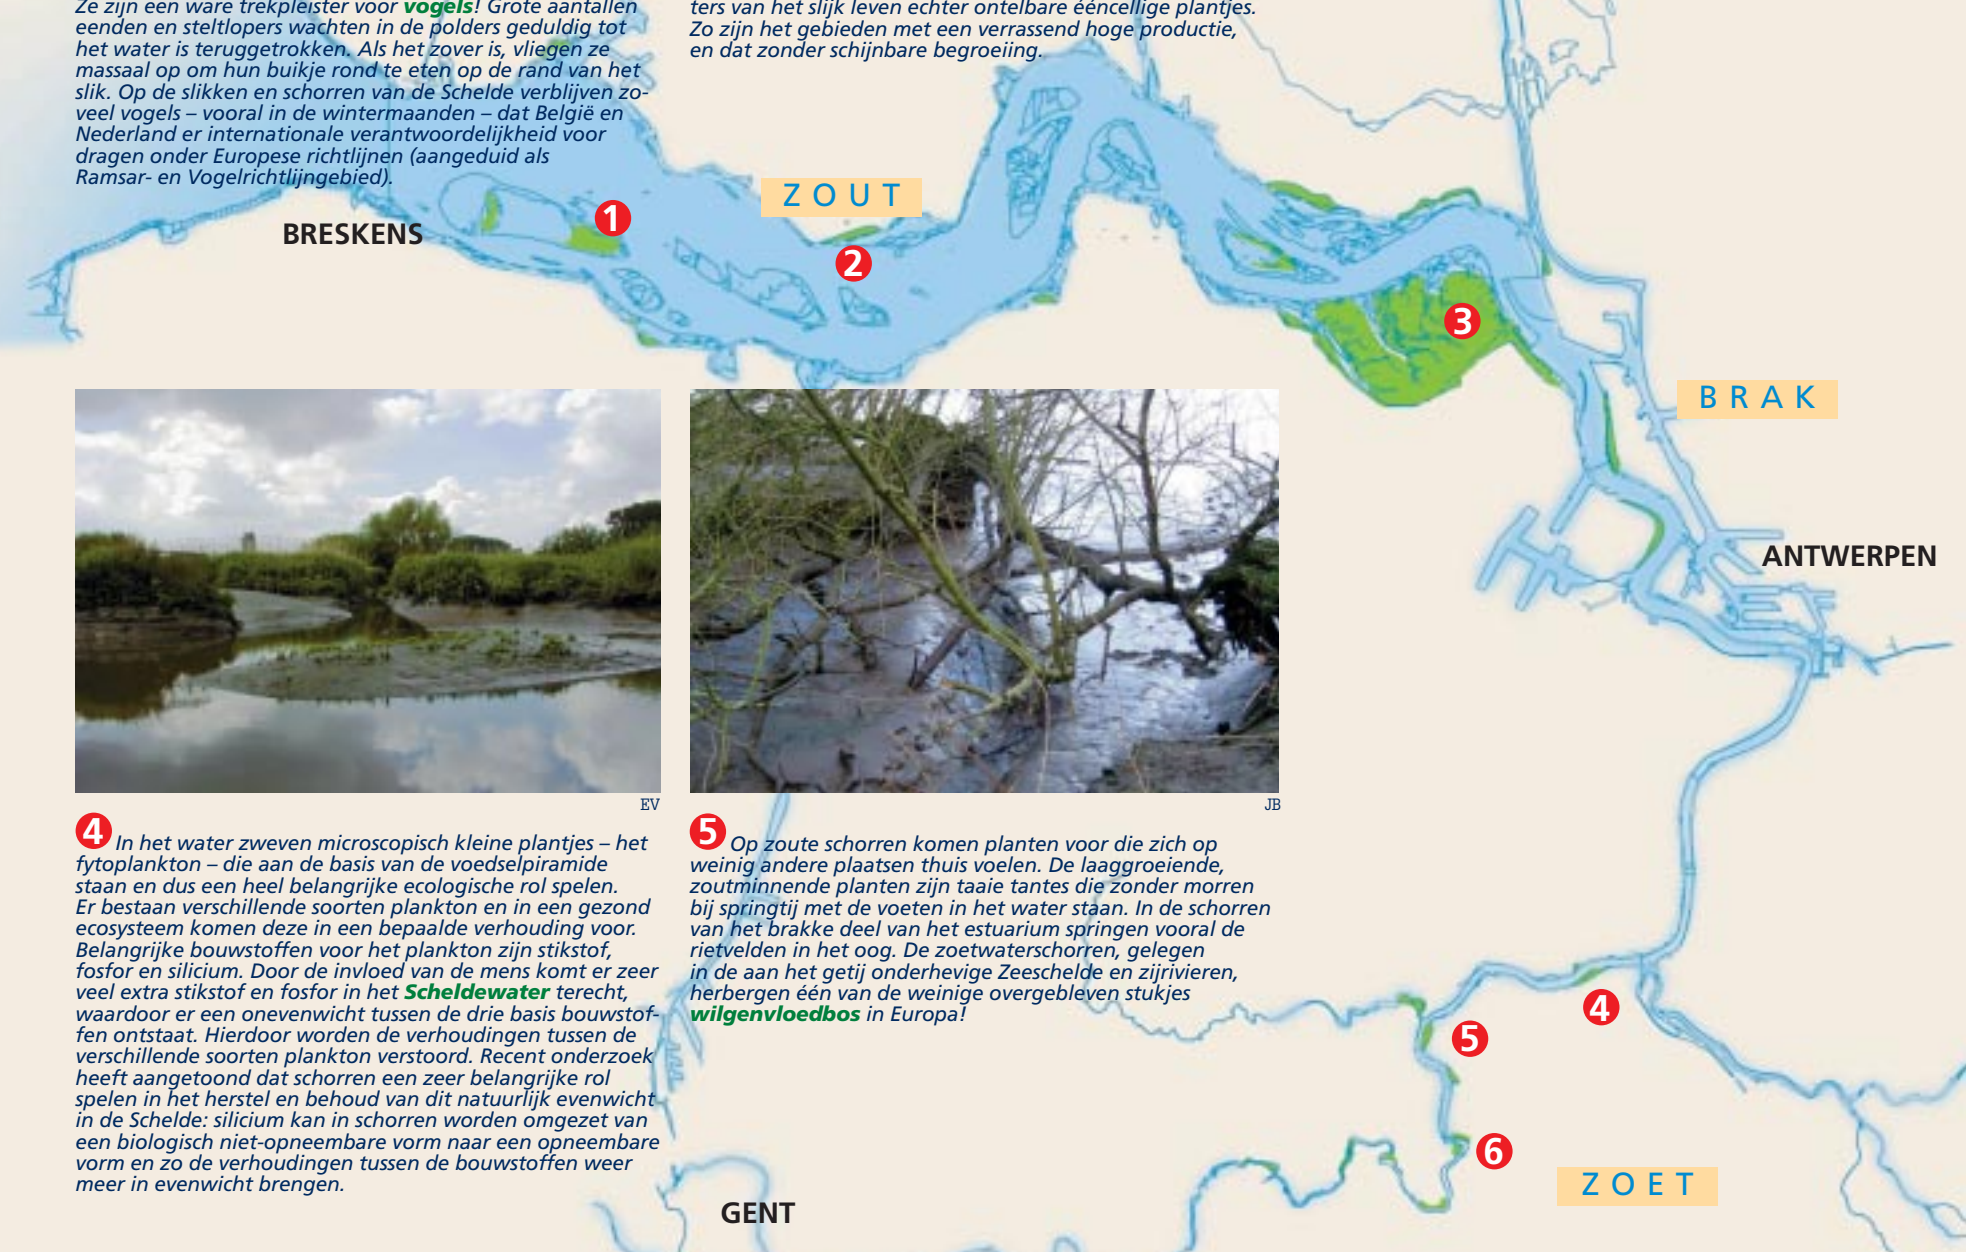 Ze zijn een ware trekpleister voor vogels! Grote aantallen
eenden en steltlopers wachten in de polders geduldig tot
het water is teruggetrokken. Als het zover is, vliegen ze
massaal op om hun buikje rond te eten op de rand van het
slik. Op de slikken en schorren van de Schelde verblijven zo-
veel vogels – vooral in de wintermaanden – dat België en
Nederland er internationale verantwoordelijkheid voor
dragen onder Europese richtlijnen (aangeduid als
Ramsar- en Vogelrichtlijngebied).
ters van het slijk leven echter ontelbare ééncellige plantjes.
Zo zijn het gebieden met een verrassend hoge productie,
en dat zonder schijnbare begroeiing.
BRESKENS
1
ZOUT
2
3
BRAK
ANTWERPEN
EV
JB
4 In het water zweven microscopisch kleine plantjes – het
fytoplankton – die aan de basis van de voedselpiramide
staan en dus een heel belangrijke ecologische rol spelen.
Er bestaan verschillende soorten plankton en in een gezond
ecosysteem komen deze in een bepaalde verhouding voor.
Belangrijke bouwstoffen voor het plankton zijn stikstof,
fosfor en silicium. Door de invloed van de mens komt er zeer
veel extra stikstof en fosfor in het Scheldewater terecht,
waardoor er een onevenwicht tussen de drie basis bouwstof-
fen ontstaat. Hierdoor worden de verhoudingen tussen de
verschillende soorten plankton verstoord. Recent onderzoek
heeft aangetoond dat schorren een zeer belangrijke rol
spelen in het herstel en behoud van dit natuurlijk evenwicht
in de Schelde: silicium kan in schorren worden omgezet van
een biologisch niet-opneembare vorm naar een opneembare
vorm en zo de verhoudingen tussen de bouwstoffen weer
meer in evenwicht brengen.
5 Op zoute schorren komen planten voor die zich op
weinig andere plaatsen thuis voelen. De laaggroeiende,
zoutminnende planten zijn taaie tantes die zonder morren
bij springtij met de voeten in het water staan. In de schorren
van het brakke deel van het estuarium springen vooral de
rietvelden in het oog. De zoetwaterschorren, gelegen
in de aan het getij onderhevige Zeeschelde en zijrivieren,
herbergen één van de weinige overgebleven stukjes
wilgenvloedbos in Europa!
4
5
6
ZOET
GENT